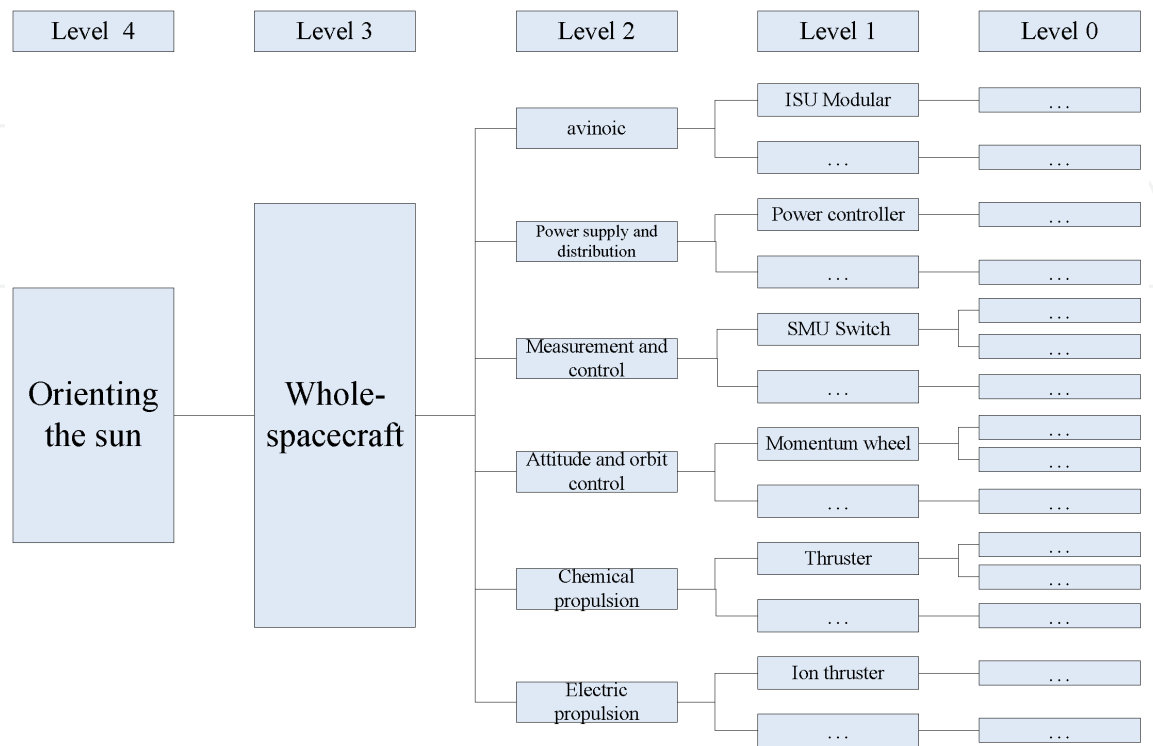 Level 4
Level 3
Level 2
Level 1
Level 0
Orienting
the sun
Whole-
spacecraft
avinoic
ISU Modular
...
...
...
Power supply and
distribution
Power controller
...
...
...
Measurement and
control
SMU Switch
...
...
...
...
Attitude and orbit
control
Momentum wheel
...
...
...
...
Chemical
propulsion
Thruster
...
...
...
...
Electric
propulsion
Ion thruster
...
...
...